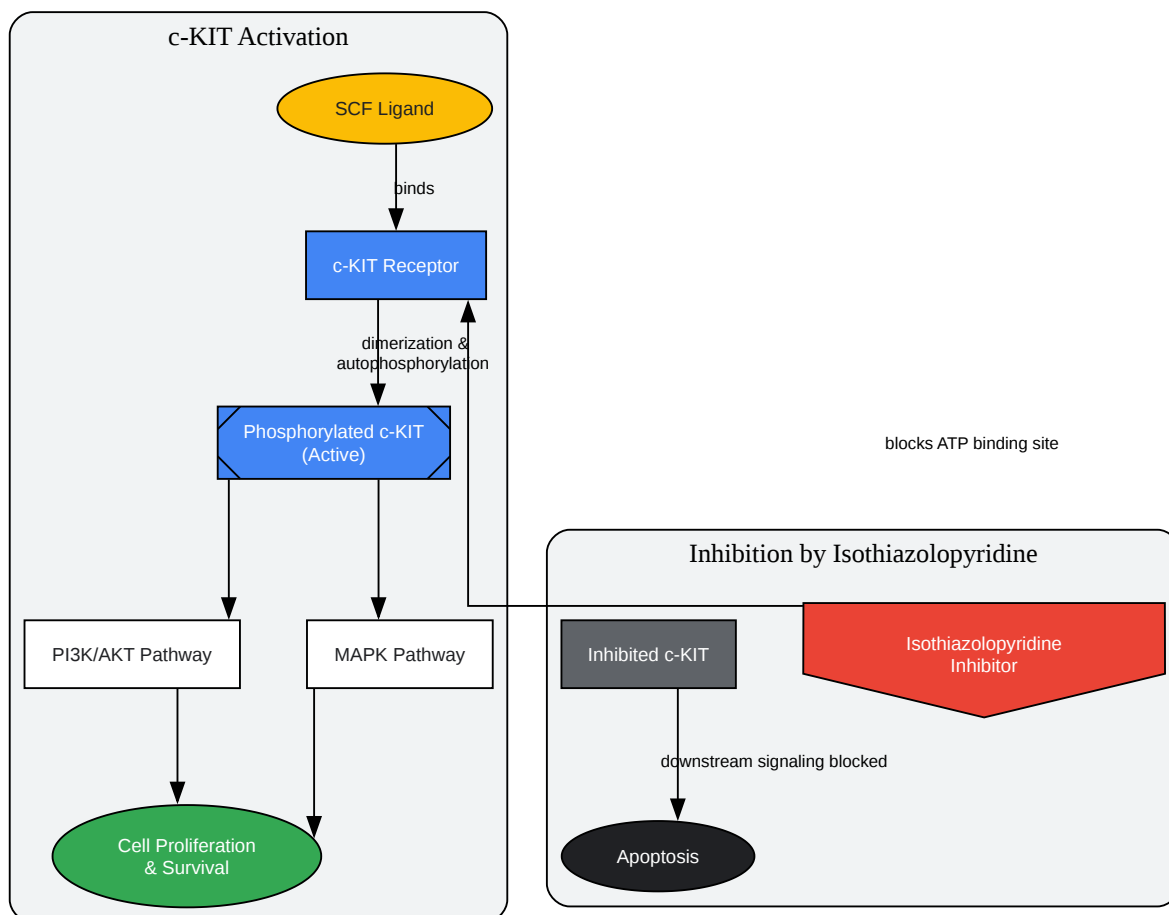 c-KIT Activation
SCF Ligand
binds
c-KIT Receptor
dimerization &
autophosphorylation
Phosphorylated c-KIT
(Active)
PI3K/AKT Pathway
MAPK Pathway
Cell Proliferation
& Survival
blocks ATP binding site
Inhibition by Isothiazolopyridine
Inhibited c-KIT
Isothiazolopyridine
Inhibitor
downstream signaling blocked
Apoptosis